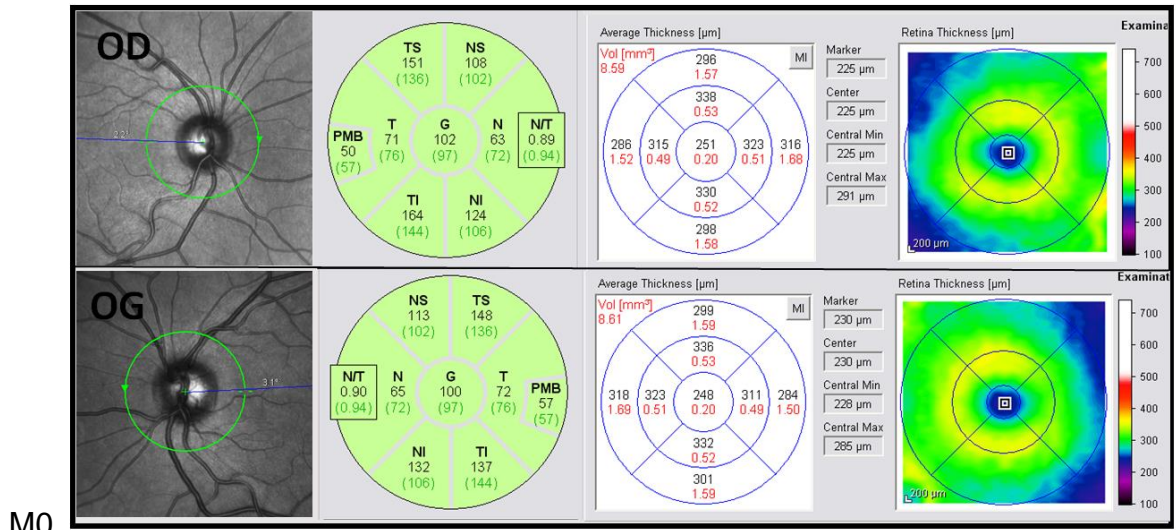 OD
2.2°
TS
151
(136)
NS
108
(102)
PMB
50
(57)
T
71
(76)
G
102
(97)
N
63
(72)
N/T
0.89
(0.94)
TI
164
(144)
NI
124
(106)
Average Thickness [µm]
Vol [mm³]
8.59
MI
296
1.57
338
0.53
286
1.52
315
0.49
251
0.20
323
0.51
316
1.68
330
0.52
298
1.58
Marker
225 µm
Center
225 µm
Central Min
225 µm
Central Max
291 µm
Retina Thickness [µm]
200 µm
Examina
700
600
500
400
300
200
100
OG
3.1°
NS
113
(102)
TS
148
(136)
N/T
0.90
(0.94)
N
65
(72)
G
100
(97)
T
72
(76)
PMB
57
(57)
NI
132
(106)
TI
137
(144)
Average Thickness [µm]
Vol [mm³]
8.61
MI
299
1.59
336
0.53
318
1.69
323
0.51
248
0.20
311
0.49
284
1.50
332
0.52
301
1.59
Marker
230 µm
Center
230 µm
Central Min
228 µm
Central Max
285 µm
Retina Thickness [µm]
200 µm
Examinat
700
600
500
400
300
200
100
M0